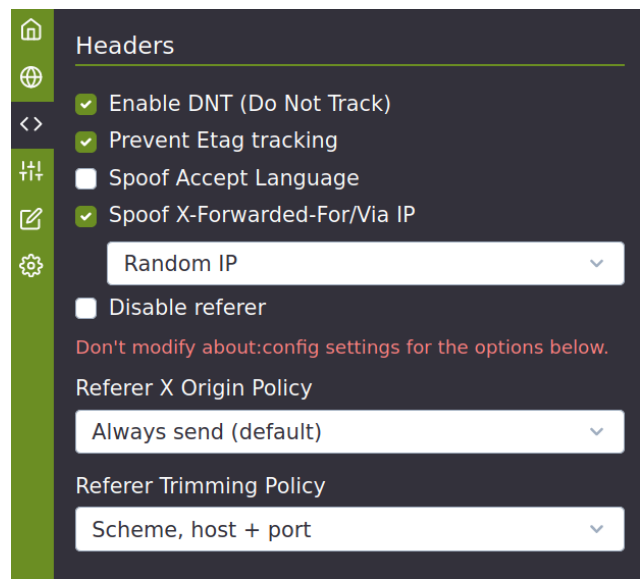 Headers
Enable DNT (Do Not Track)
Prevent Etag tracking
Spoof Accept Language
Spoof X-Forwarded-For/Via IP
Random IP
Disable referer
Don't modify about:config settings for the options below.
Referer X Origin Policy
Always send (default)
Referer Trimming Policy
Scheme, host + port